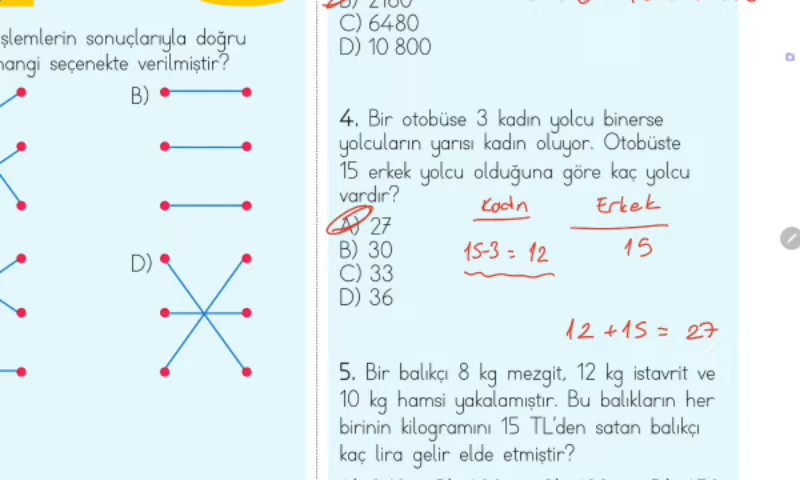 şlemlerin sonuçlarıyla doğru
hangi seçenekte verilmiştir?
B)
D)
B) 2160
C) 6480
D) 10 800
4. Bir otobüse 3 kadın yolcu binerse
yolcuların yarısı kadın oluyor. Otobüste
15 erkek yolcu olduğuna göre kaç yolcu
vardır?
A) 27
B) 30
C) 33
D) 36
Kadın Erkek
15-3 = 12 15
12 + 15 = 27
5. Bir balıkçı 8 kg mezgit, 12 kg istavrit ve
10 kg hamsi yakalamıştır. Bu balıkların her
birinin kilogramını 15 TL'den satan balıkçı
kaç lira gelir elde etmiştir?